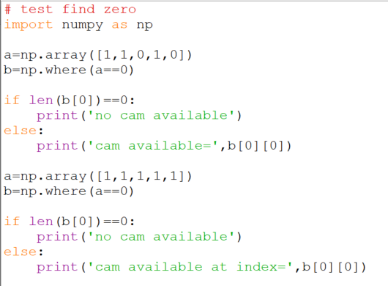 # test find zero
import numpy as np

a=np.array([1,1,0,1,0])
b=np.where(a==0)

if len(b[0])==0:
    print('no cam available')
else:
    print('cam available=',b[0][0])

a=np.array([1,1,1,1,1])
b=np.where(a==0)

if len(b[0])==0:
    print('no cam available')
else:
    print('cam available at index=',b[0][0])